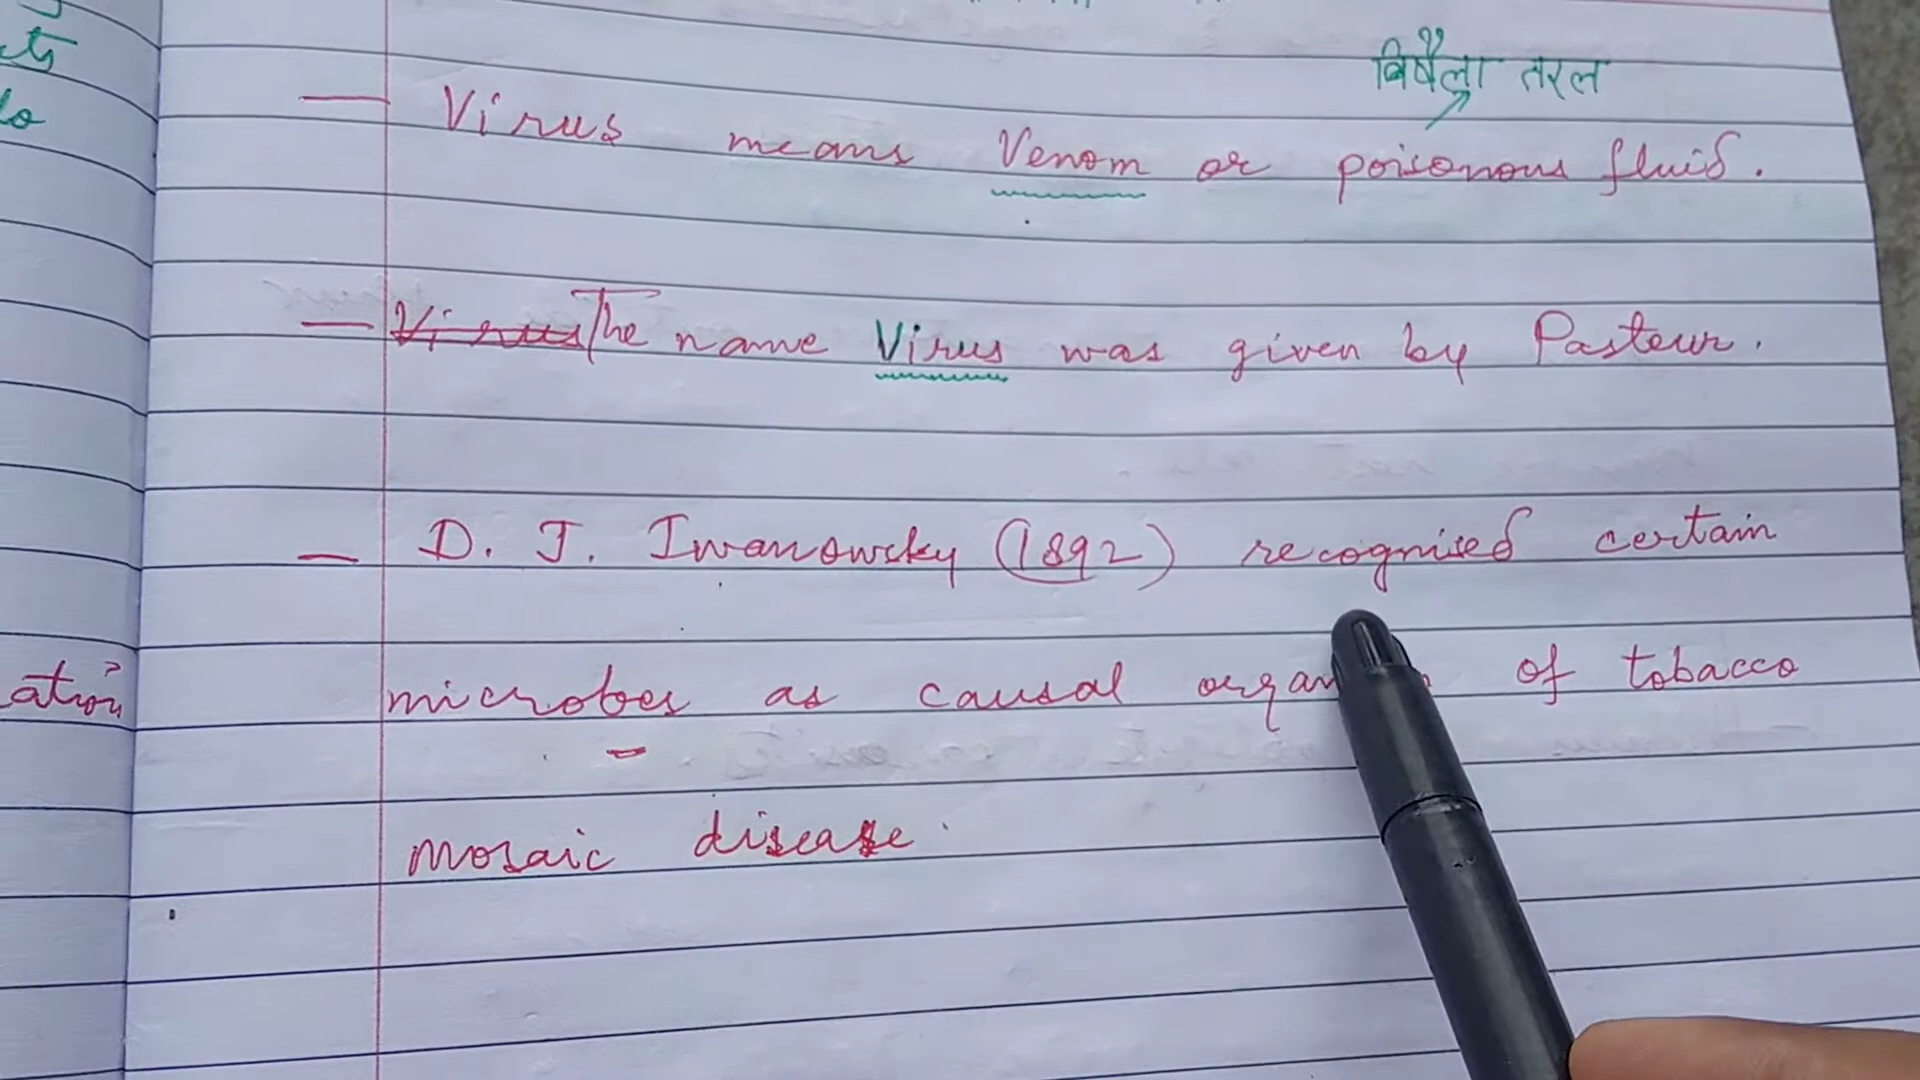 विषैला तरल
— Virus means Venom or poisonous fluid.
— Virus The name Virus was given by Pasteur.
— D. J. Iwanowsky (1892) recognised certain
microbes as causal of tobacco
mosaic disease.
ation